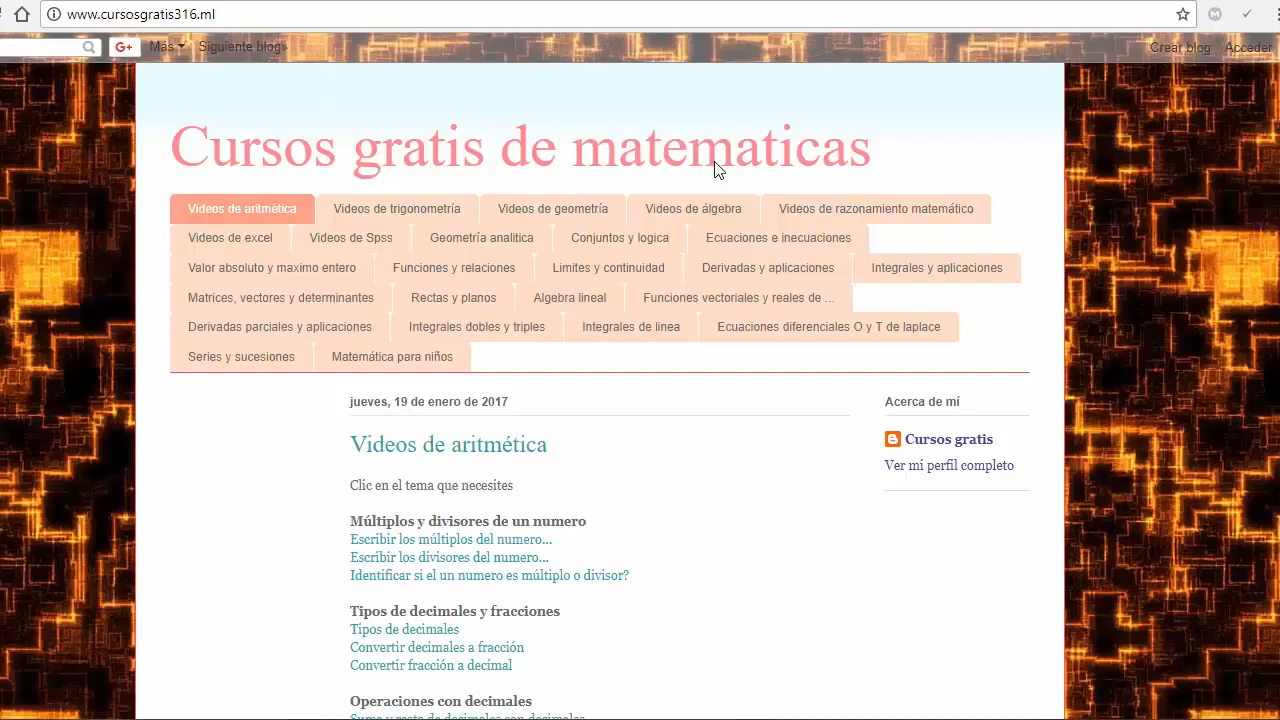 www.cursosgratis316.ml
G+ Más Siguiente blog» Crear blog Acceder
Cursos gratis de matematicas
Videos de aritmética Videos de trigonometría Videos de geometría Videos de álgebra Videos de razonamiento matemático
Videos de excel Videos de Spss Geometría analitica Conjuntos y logica Ecuaciones e inecuaciones
Valor absoluto y maximo entero Funciones y relaciones Limites y continuidad Derivadas y aplicaciones Integrales y aplicaciones
Matrices, vectores y determinantes Rectas y planos Algebra lineal Funciones vectoriales y reales de ...
Derivadas parciales y aplicaciones Integrales dobles y triples Integrales de linea Ecuaciones diferenciales O y T de laplace
Series y sucesiones Matemática para niños
jueves, 19 de enero de 2017
Videos de aritmética
Clic en el tema que necesites
Múltiplos y divisores de un numero
Escribir los múltiplos del numero...
Escribir los divisores del numero...
Identificar si el un numero es múltiplo o divisor?
Tipos de decimales y fracciones
Tipos de decimales
Convertir decimales a fracción
Convertir fracción a decimal
Operaciones con decimales
Suma y resta de decimales con decimales
Acerca de mí
Cursos gratis
Ver mi perfil completo